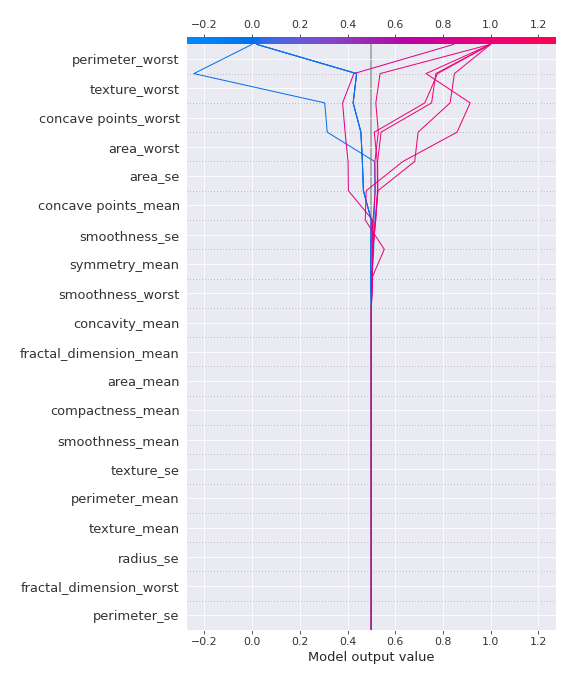 −0.2 0.0 0.2 0.4 0.6 0.8 1.0 1.2
perimeter_worst
texture_worst
concave points_worst
area_worst
area_se
concave points_mean
smoothness_se
symmetry_mean
smoothness_worst
concavity_mean
fractal_dimension_mean
area_mean
compactness_mean
smoothness_mean
texture_se
perimeter_mean
texture_mean
radius_se
fractal_dimension_worst
perimeter_se
−0.2 0.0 0.2 0.4 0.6 0.8 1.0 1.2
Model output value